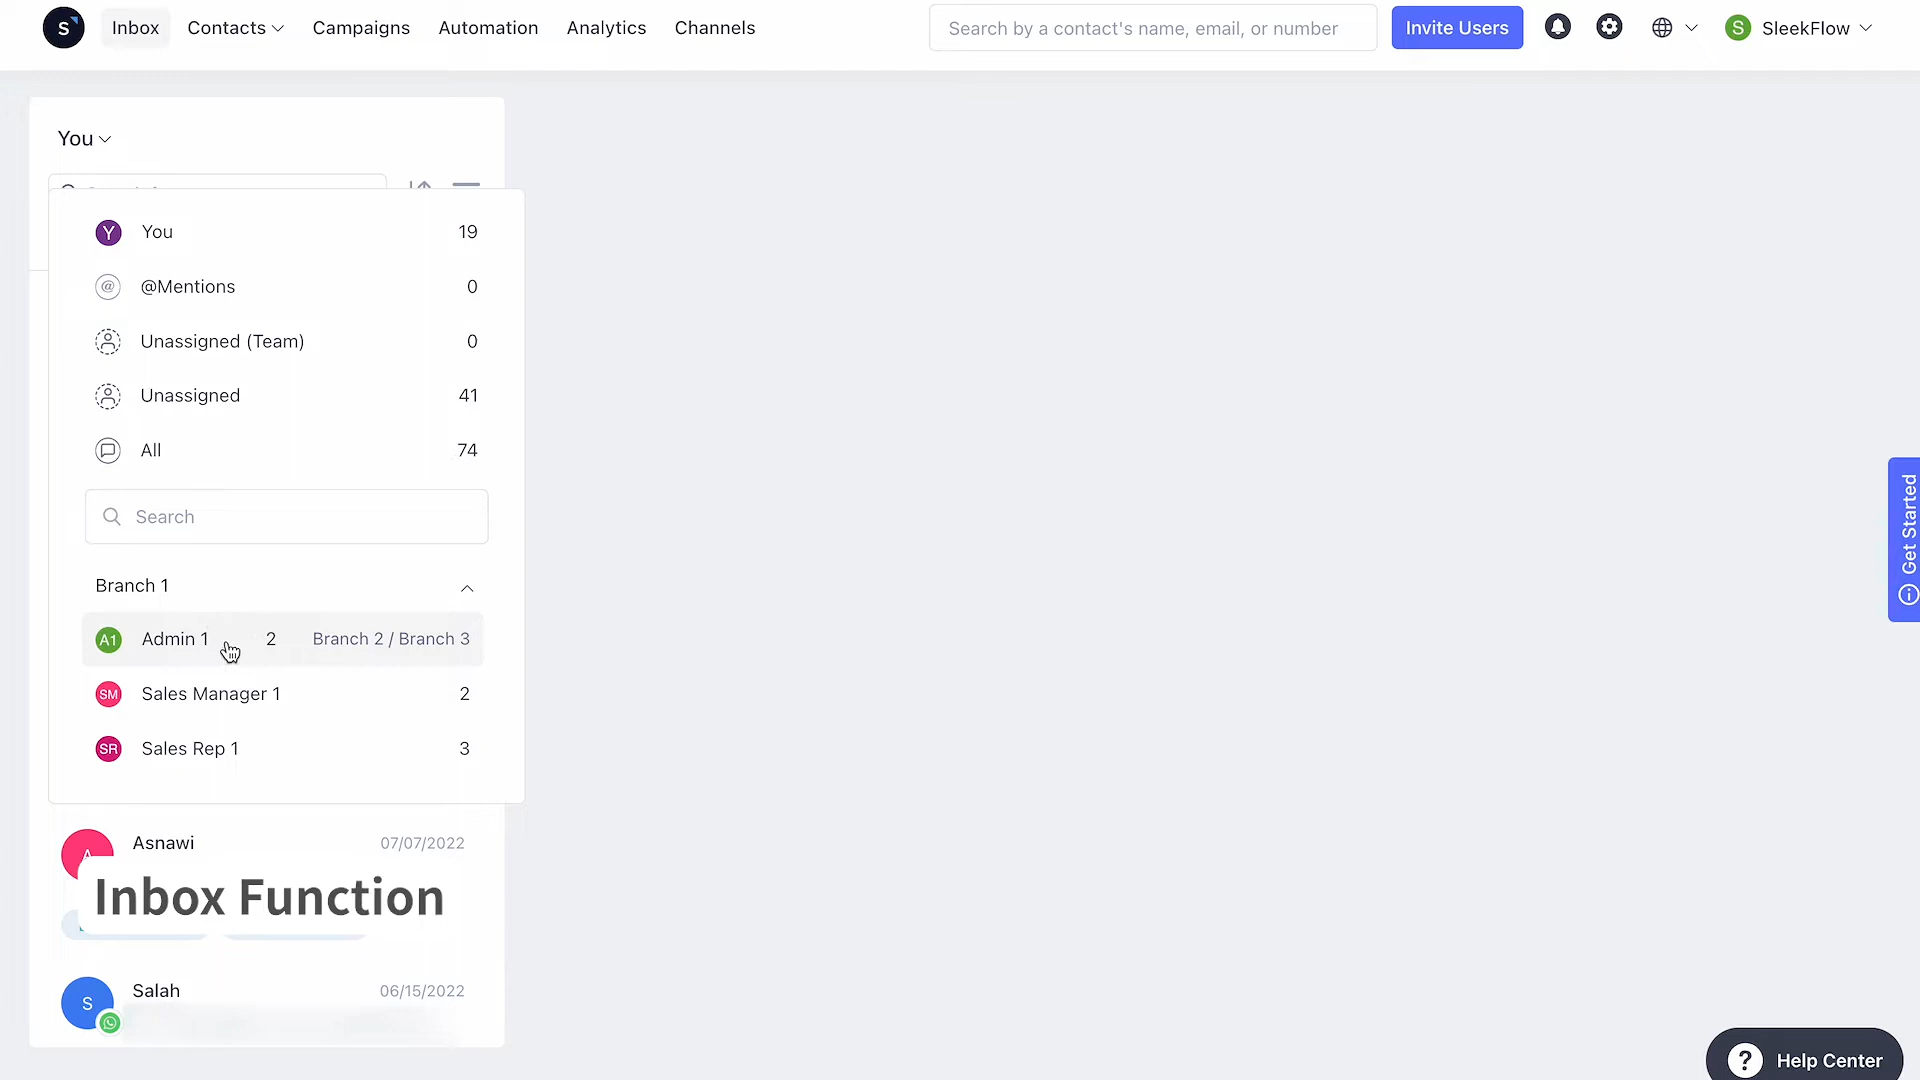 S Inbox Contacts Campaigns Automation Analytics Channels Search by a contact's name, email, or number Invite Users S SleekFlow
You
Y You 19
@ @Mentions 0
Unassigned (Team) 0
Unassigned 41
All 74
Search
Branch 1
A1 Admin 1 2 Branch 2 / Branch 3
SM Sales Manager 1 2
SR Sales Rep 1 3
Asnawi 07/07/2022
Inbox Function
S Salah 06/15/2022
Get Started
? Help Center